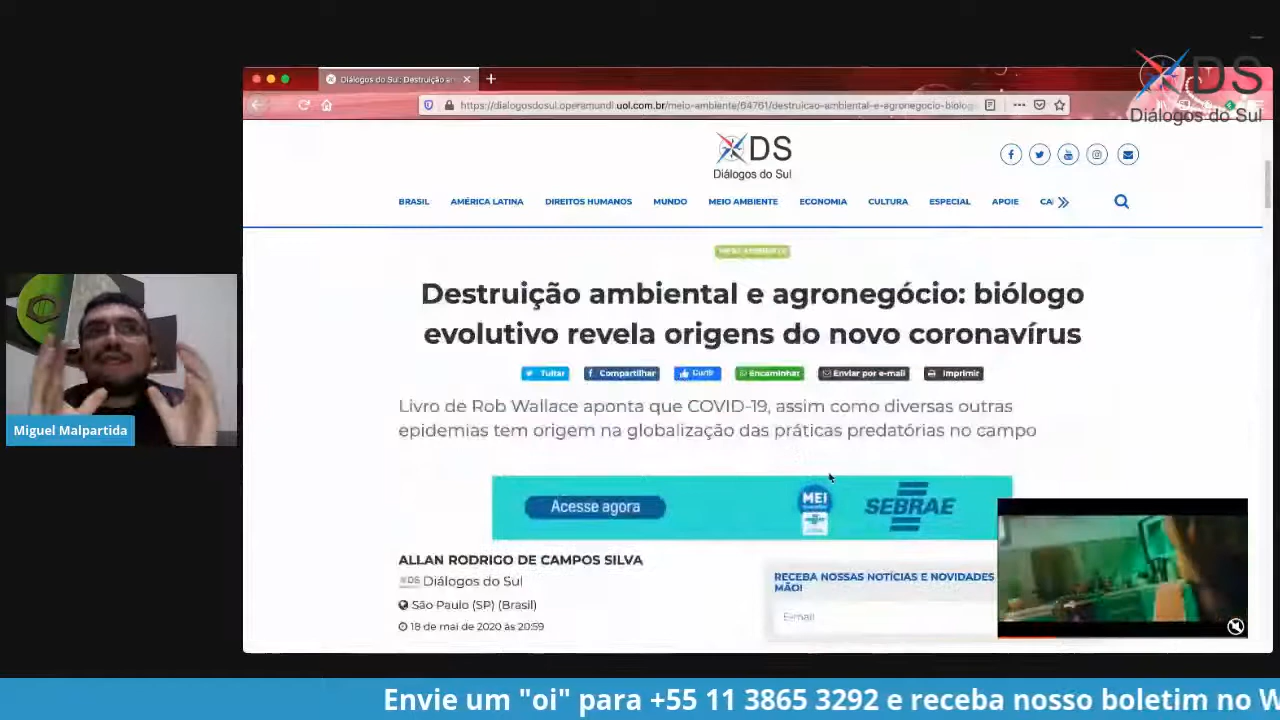 DS
Diálogos do Sul
Diálogos do Sul: Destruição an
https://dialogosdosul.operamundi.uol.com.br/meio-ambiente/64761/destruicao-ambiental-e-agronegocio-biolog
DS
Diálogos do Sul
BRASIL AMÉRICA LATINA DIREITOS HUMANOS MUNDO MEIO AMBIENTE ECONOMIA CULTURA ESPECIAL APOIE CA
MEIO AMBIENTE
Destruição ambiental e agronegócio: biólogo
evolutivo revela origens do novo coronavírus
Tuitar Compartilhar Curtir Encaminhar Enviar por e-mail Imprimir
Livro de Rob Wallace aponta que COVID-19, assim como diversas outras
epidemias tem origem na globalização das práticas predatórias no campo
Miguel Malpartida
Acesse agora
MEI
SEBRAE
ALLAN RODRIGO DE CAMPOS SILVA
DS Diálogos do Sul
São Paulo (SP) (Brasil)
18 de mai de 2020 às 20:59
RECEBA NOSSAS NOTÍCIAS E NOVIDADES
MÃO!
E-mail
Envie um "oi" para +55 11 3865 3292 e receba nosso boletim no W